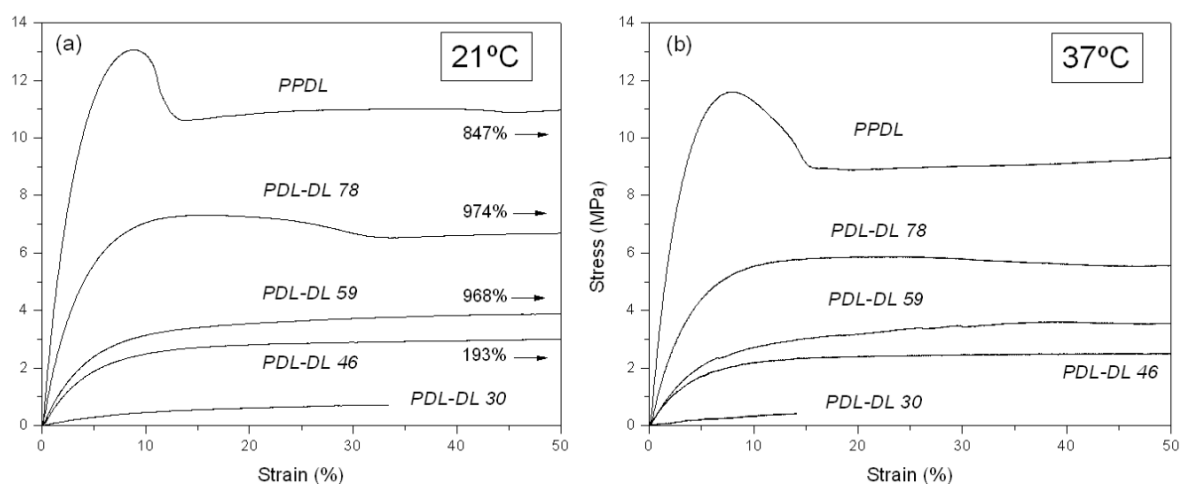 (a)
21ºC
PPDL
847%
PDL-DL 78
974%
PDL-DL 59
968%
PDL-DL 46
193%
PDL-DL 30
14
12
10
8
6
4
2
0
0 10 20 30 40 50
Strain (%)
(b)
37ºC
PPDL
PDL-DL 78
PDL-DL 59
PDL-DL 46
PDL-DL 30
Stress (MPa)
14
12
10
8
6
4
2
0
0 10 20 30 40 50
Strain (%)